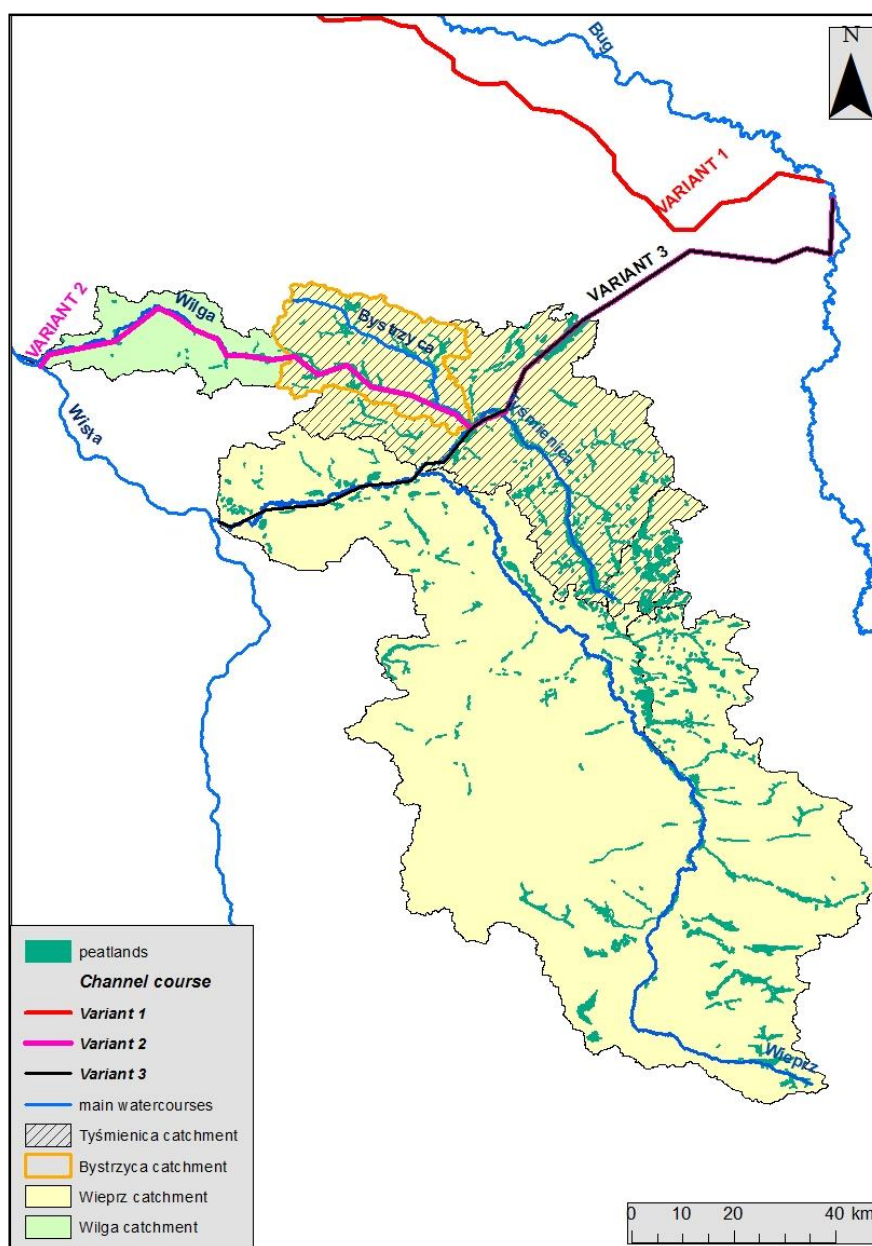 N
Bug
VARIANT 1
VARIANT 3
VARIANT 2
Wilga
Bystrzyca
Tyśmienica
Wisła
Wieprz
peatlands
Channel course
Variant 1
Variant 2
Variant 3
main watercourses
Tyśmienica catchment
Bystrzyca catchment
Wieprz catchment
Wilga catchment
0 10 20 40 km